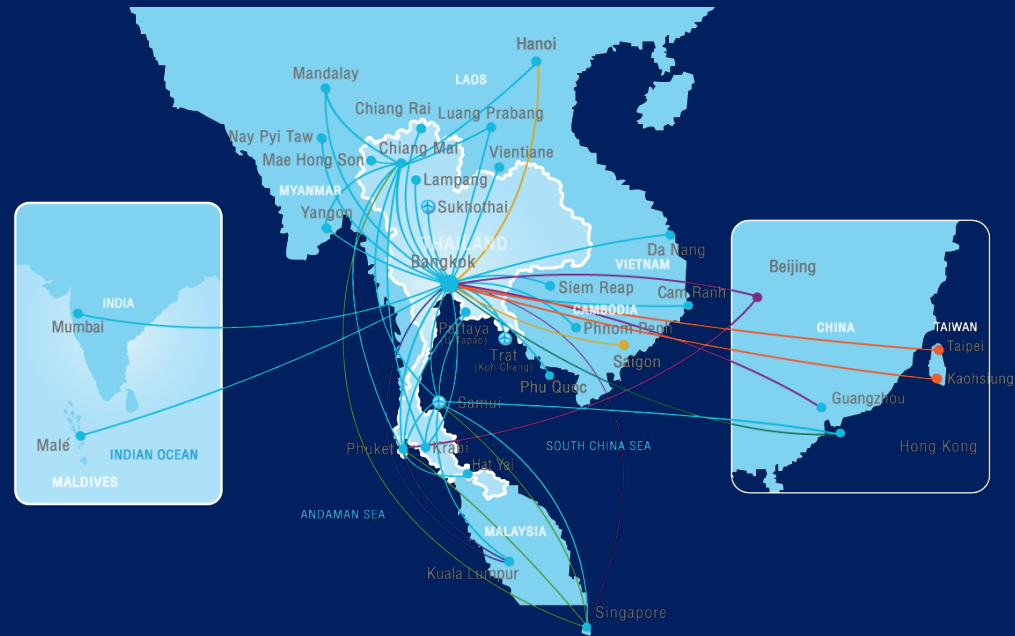 Hanoi
Mandalay
LAOS
Chiang Rai
Luang Prabang
Nay Pyi Taw
Chiang Mai
Mae Hong Son
Vientiane
Lampang
MYANMAR
Sukhothai
Yangon
THAILAND
Da Nang
Bangkok
VIETNAM
Beijing
Siem Reap
Cam Ranh
INDIA
CAMBODIA
Mumbai
Pattaya
(U Tapao)
Phnom Penh
CHINA
TAIWAN
Trat
(Koh Chang)
Saigon
Taipei
Phu Quoc
Kaohsiung
Samui
Guangzhou
Malé
INDIAN OCEAN
Phuket
Krabi
SOUTH CHINA SEA
Hong Kong
Hat Yai
MALDIVES
ANDAMAN SEA
MALAYSIA
Kuala Lumpur
Singapore